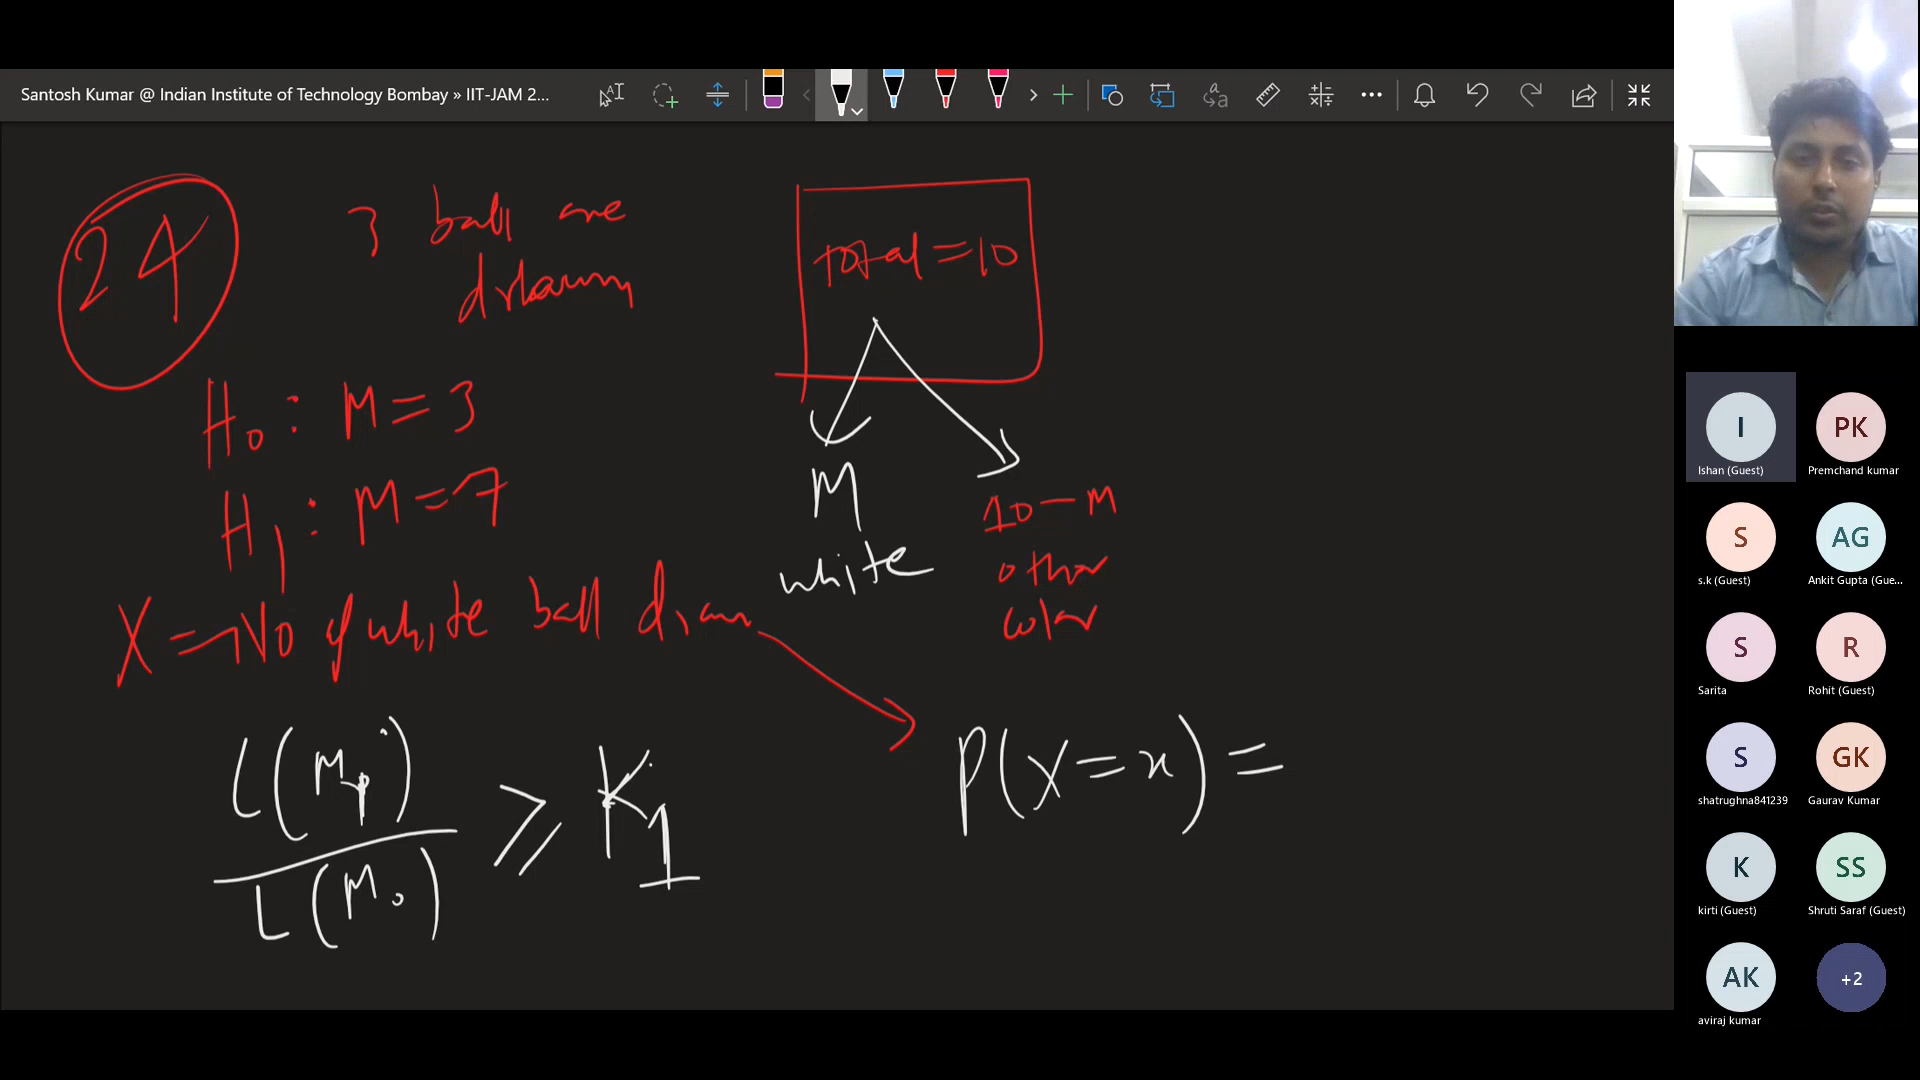 Santosh Kumar @ Indian Institute of Technology Bombay » IIT-JAM 2...
24
3 ball are
drawn
total = 10
H₀ : M = 3
H₁ : M = 7
M
white
10 - M
other
color
X = No of white ball drawn
L(M₁)
L(M₀)
≥ K₁
P(X = x) =
I
Ishan (Guest)
PK
Premchand kumar
S
s.k (Guest)
AG
Ankit Gupta (Gue...
S
Sarita
R
Rohit (Guest)
S
shatrughna841239
GK
Gaurav Kumar
K
kirti (Guest)
SS
Shruti Saraf (Guest)
AK
aviraj kumar
+2